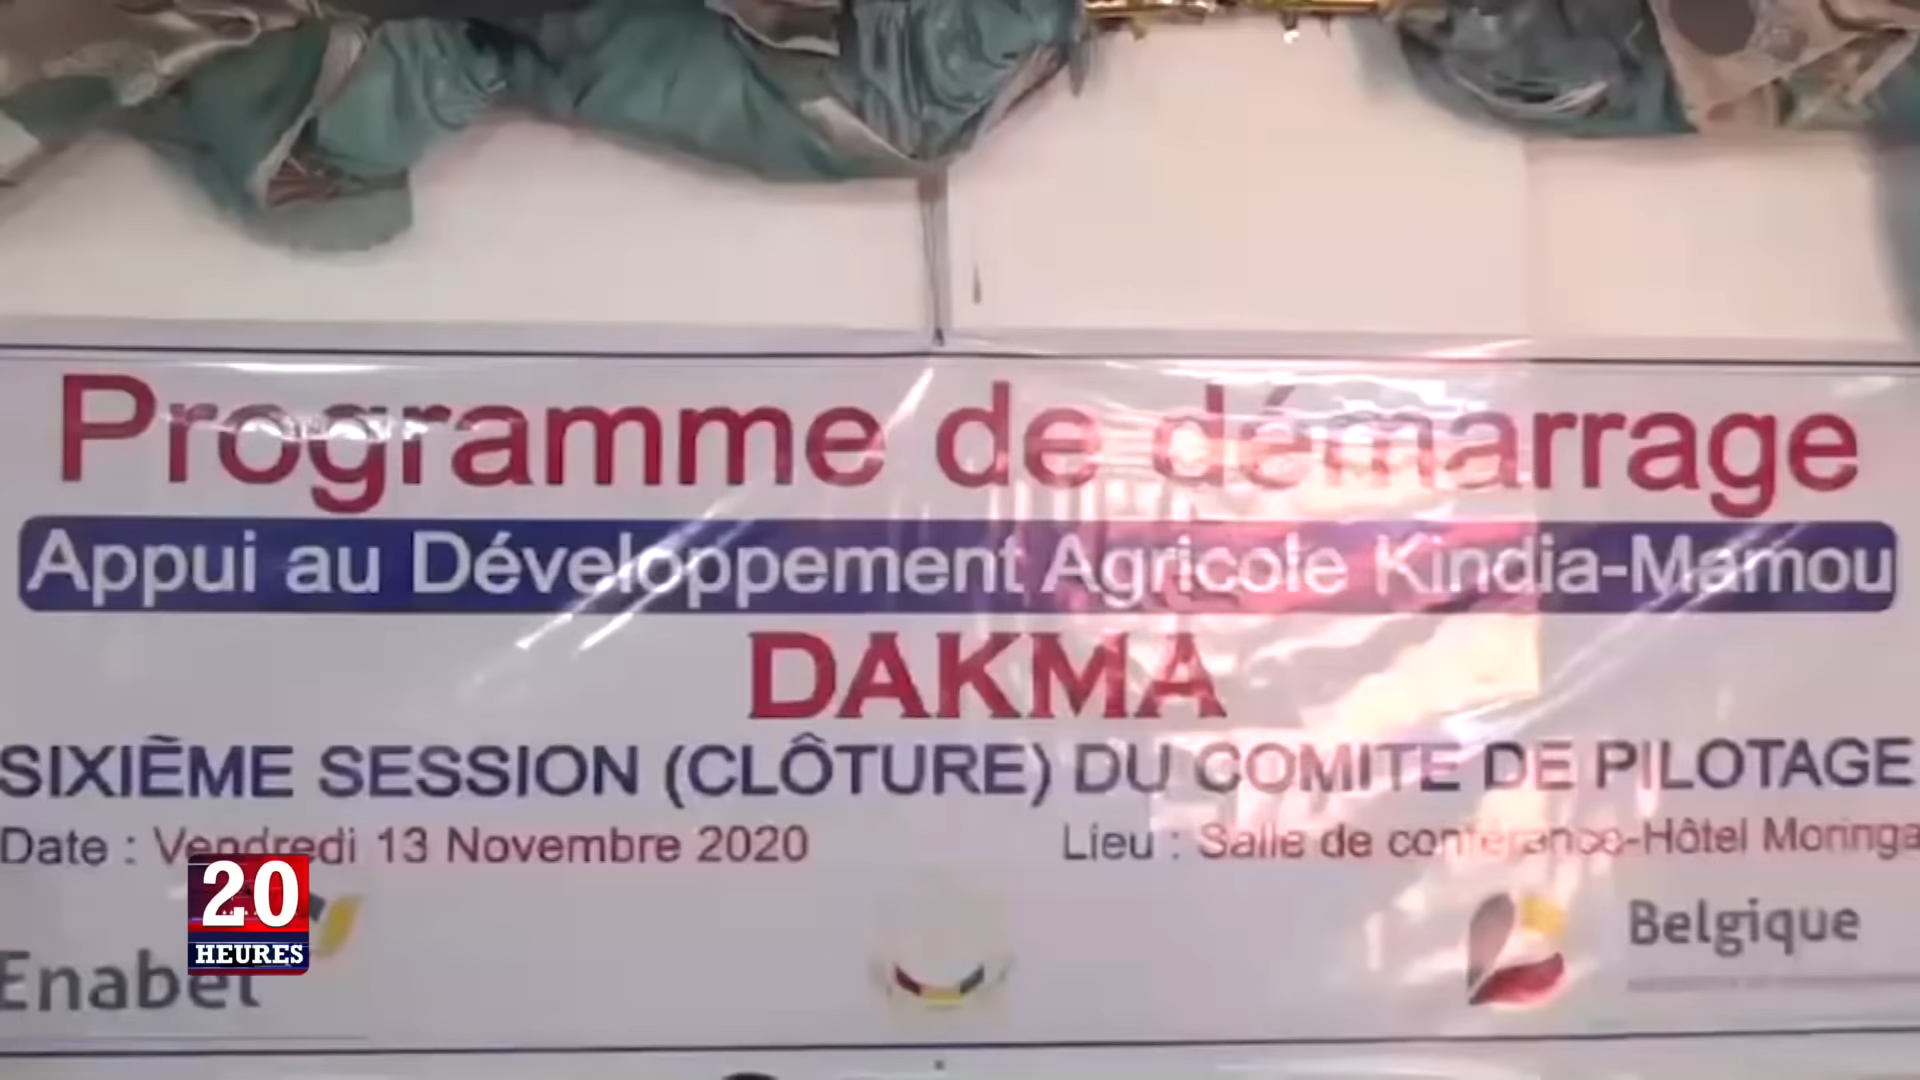 Programme de démarrage
Appui au Développement Agricole Kindia-Mamou
DAKMA
SIXIÈME SESSION (CLÔTURE) DU COMITE DE PILOTAGE
Date : Vendredi 13 Novembre 2020
Lieu : Salle de conférance-Hôtel Moringa
20
HEURES
Enabel
Belgique